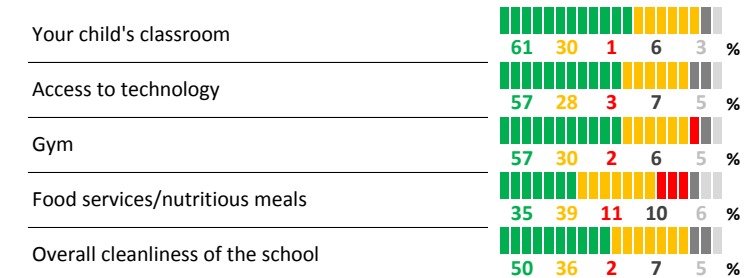 Your child's classroom
61 30 1 6 3 %
Access to technology
57 28 3 7 5 %
Gym
57 30 2 6 5 %
Food services/nutritious meals
35 39 11 10 6 %
Overall cleanliness of the school
50 36 2 7 5 %